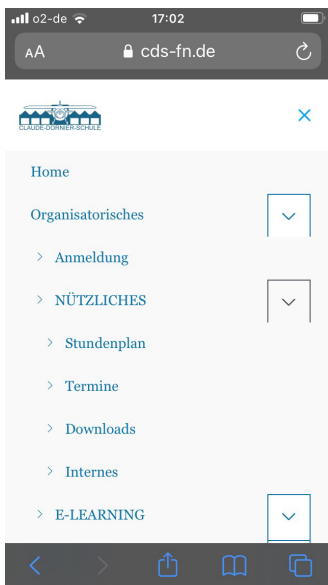 o2-de
17:02
AA
cds-fn.de
CLAUDE-DORNIER-SCHULE
Home
Organisatorisches
Anmeldung
NÜTZLICHES
Stundenplan
Termine
Downloads
Internes
E-LEARNING